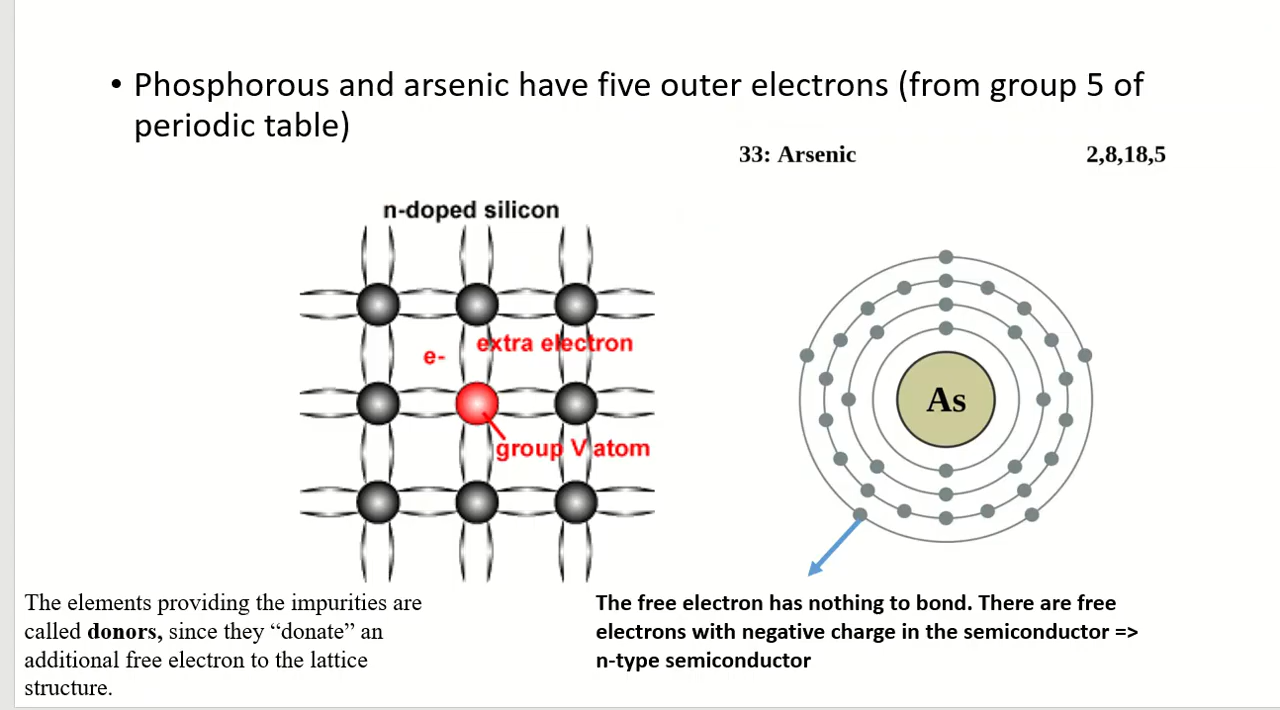 • Phosphorous and arsenic have five outer electrons (from group 5 of
periodic table)
33: Arsenic
2,8,18,5
n-doped silicon
extra electron
e-
group V atom
As
The elements providing the impurities are
called donors, since they “donate” an
additional free electron to the lattice
structure.
The free electron has nothing to bond. There are free
electrons with negative charge in the semiconductor =>
n-type semiconductor